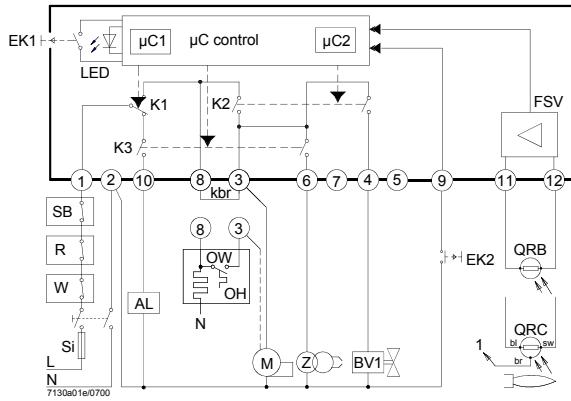 EK1
LED
µC1
µC control
µC2
K1
K2
K3
FSV
1
2
10
8
3
6
7
4
5
9
11
12
kbr
SB
R
W
Si
L
N
AL
8
3
OW
OH
N
M
Z
BV1
EK2
QRB
QRC
bl
sw
br
1
7130a01e/0700